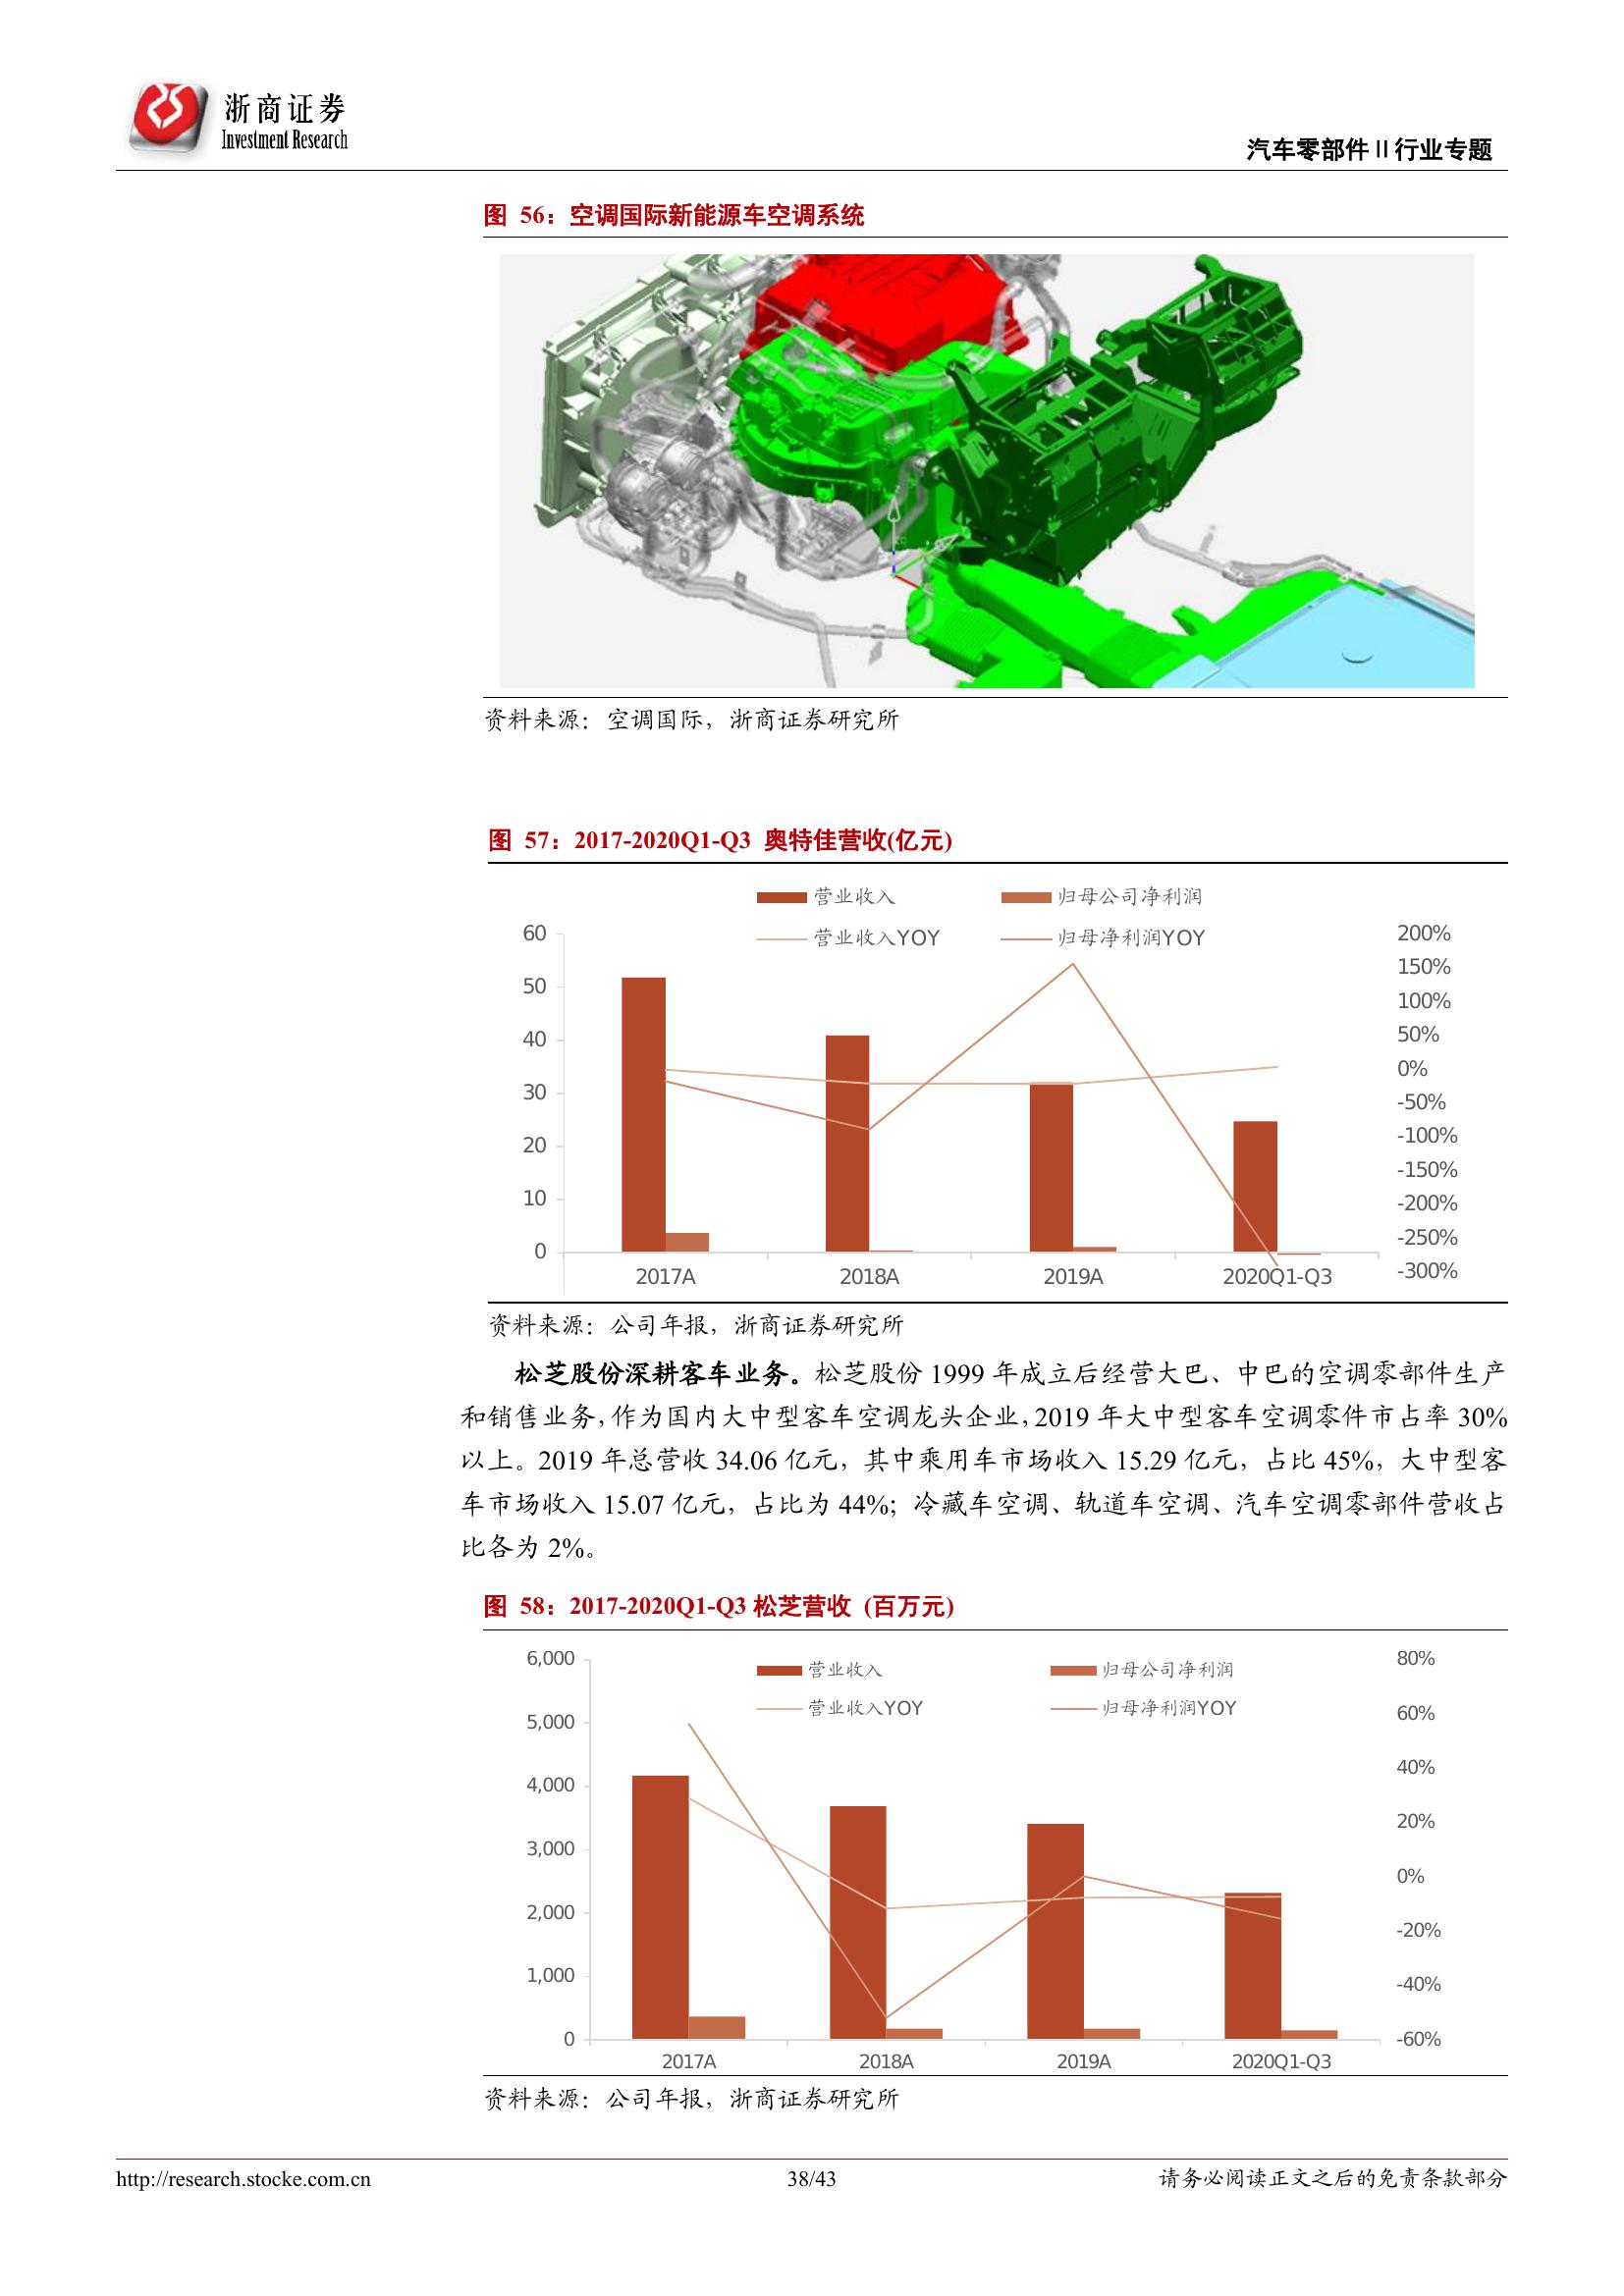 浙商证券
Investment Research
汽车零部件Ⅱ行业专题
图 56：空调国际新能源车空调系统
资料来源：空调国际，浙商证券研究所
图 57：2017-2020Q1-Q3 奥特佳营收(亿元)
营业收入 归母公司净利润
营业收入YOY 归母净利润YOY
60
50
40
30
20
10
0
200%
150%
100%
50%
0%
-50%
-100%
-150%
-200%
-250%
-300%
2017A 2018A 2019A 2020Q1-Q3
资料来源：公司年报，浙商证券研究所
松芝股份深耕客车业务。松芝股份 1999 年成立后经营大巴、中巴的空调零部件生产
和销售业务，作为国内大中型客车空调龙头企业，2019 年大中型客车空调零件市占率 30%
以上。2019 年总营收 34.06 亿元，其中乘用车市场收入 15.29 亿元，占比 45%，大中型客
车市场收入 15.07 亿元，占比为 44%；冷藏车空调、轨道车空调、汽车空调零部件营收占
比各为 2%。
图 58：2017-2020Q1-Q3 松芝营收 (百万元)
营业收入 归母公司净利润
营业收入YOY 归母净利润YOY
6,000
5,000
4,000
3,000
2,000
1,000
0
80%
60%
40%
20%
0%
-20%
-40%
-60%
2017A 2018A 2019A 2020Q1-Q3
资料来源：公司年报，浙商证券研究所
http://research.stocke.com.cn 38/43 请务必阅读正文之后的免责条款部分